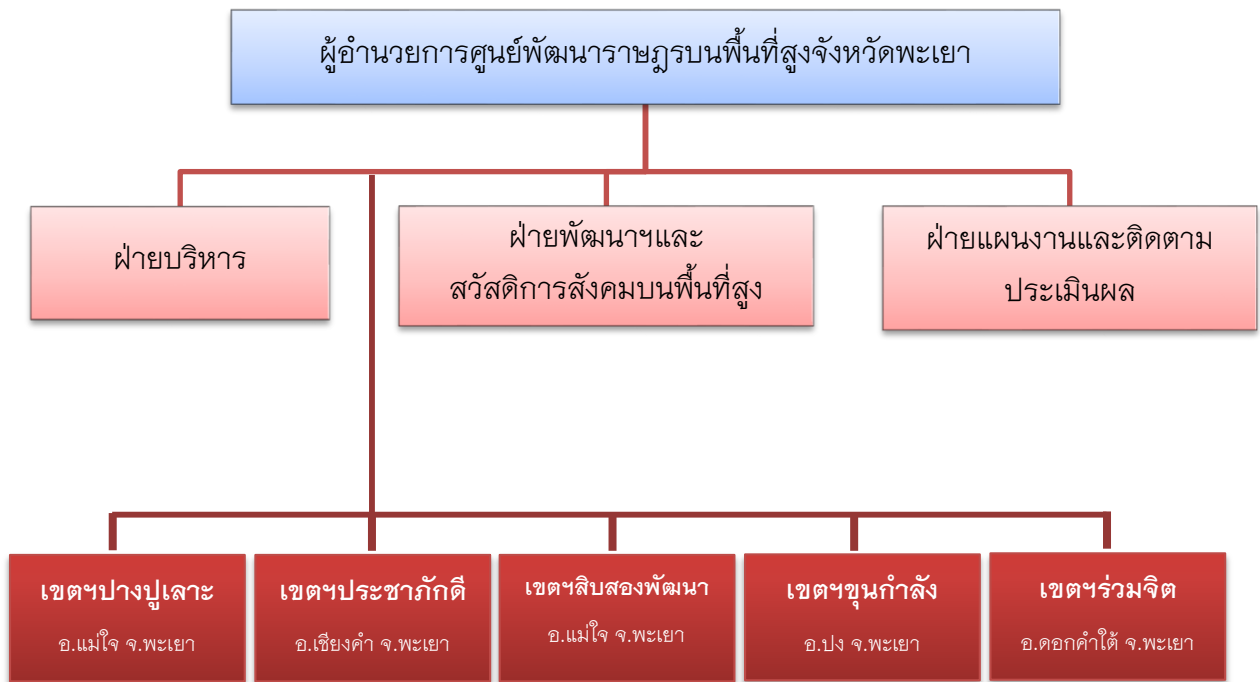 ผู้อำนวยการศูนย์พัฒนาราษฎรบนพื้นที่สูงจังหวัดพะเยา
ฝ่ายบริหาร
ฝ่ายพัฒนาฯและ
สวัสดิการสังคมบนพื้นที่สูง
ฝ่ายแผนงานและติดตาม
ประเมินผล
เขตฯปางปูเลาะ
อ.แม่ใจ จ.พะเยา
เขตฯประชาภักดี
อ.เชียงคำ จ.พะเยา
เขตฯสิบสองพัฒนา
อ.แม่ใจ จ.พะเยา
เขตฯขุนกำลัง
อ.ปง จ.พะเยา
เขตฯร่วมจิต
อ.ดอกคำใต้ จ.พะเยา